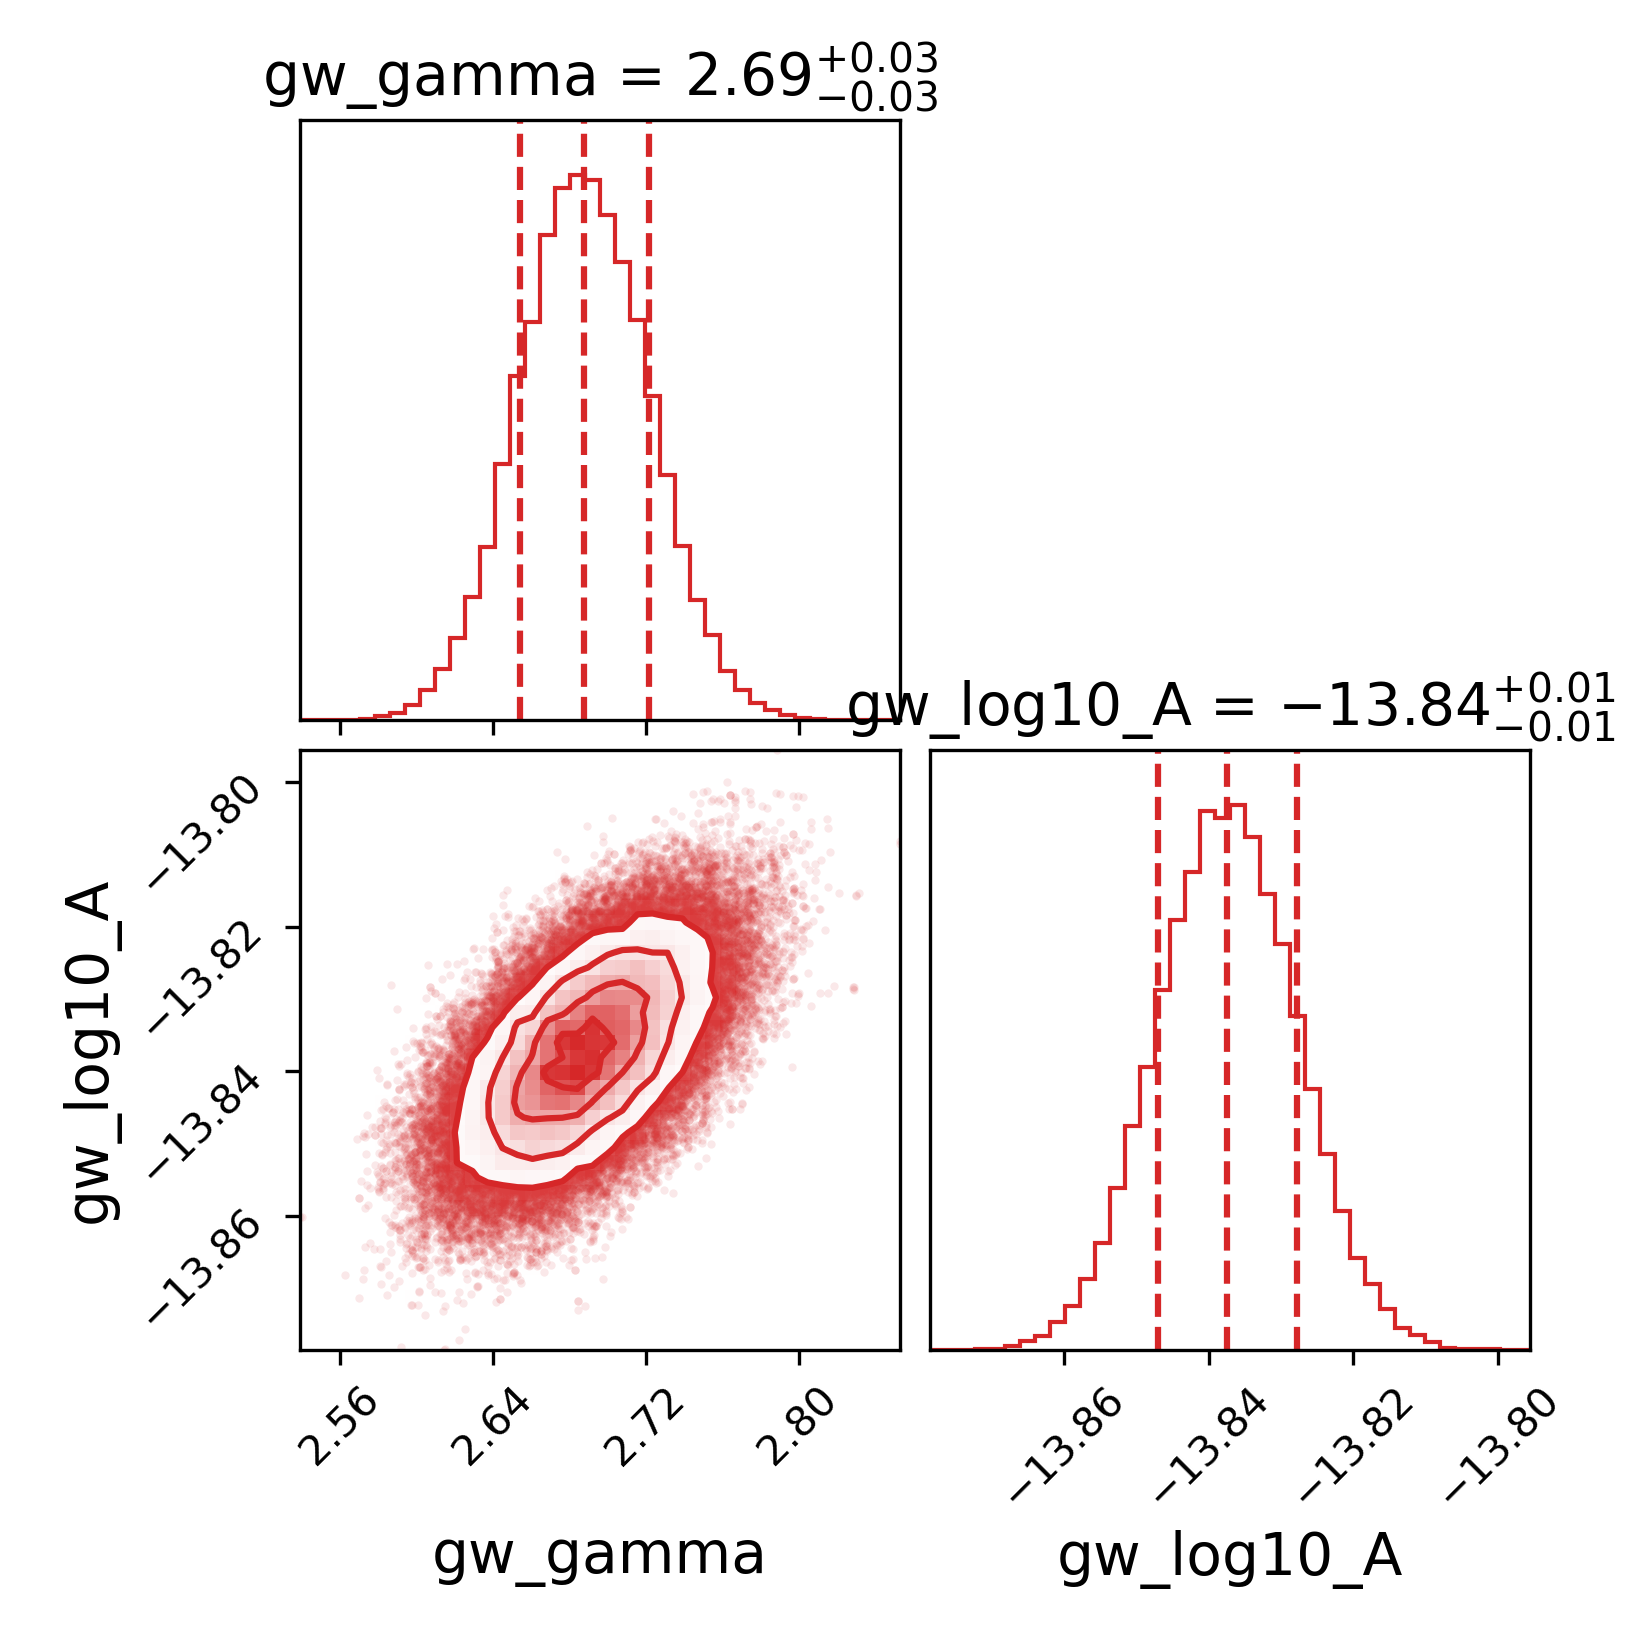 gw_gamma = 2.69 +0.03 −0.03
gw_log10_A = −13.84 +0.01 −0.01
−13.80
−13.82
−13.84
−13.86
gw_log10_A
2.56 2.64 2.72 2.80
−13.86 −13.84 −13.82 −13.80
gw_gamma
gw_log10_A